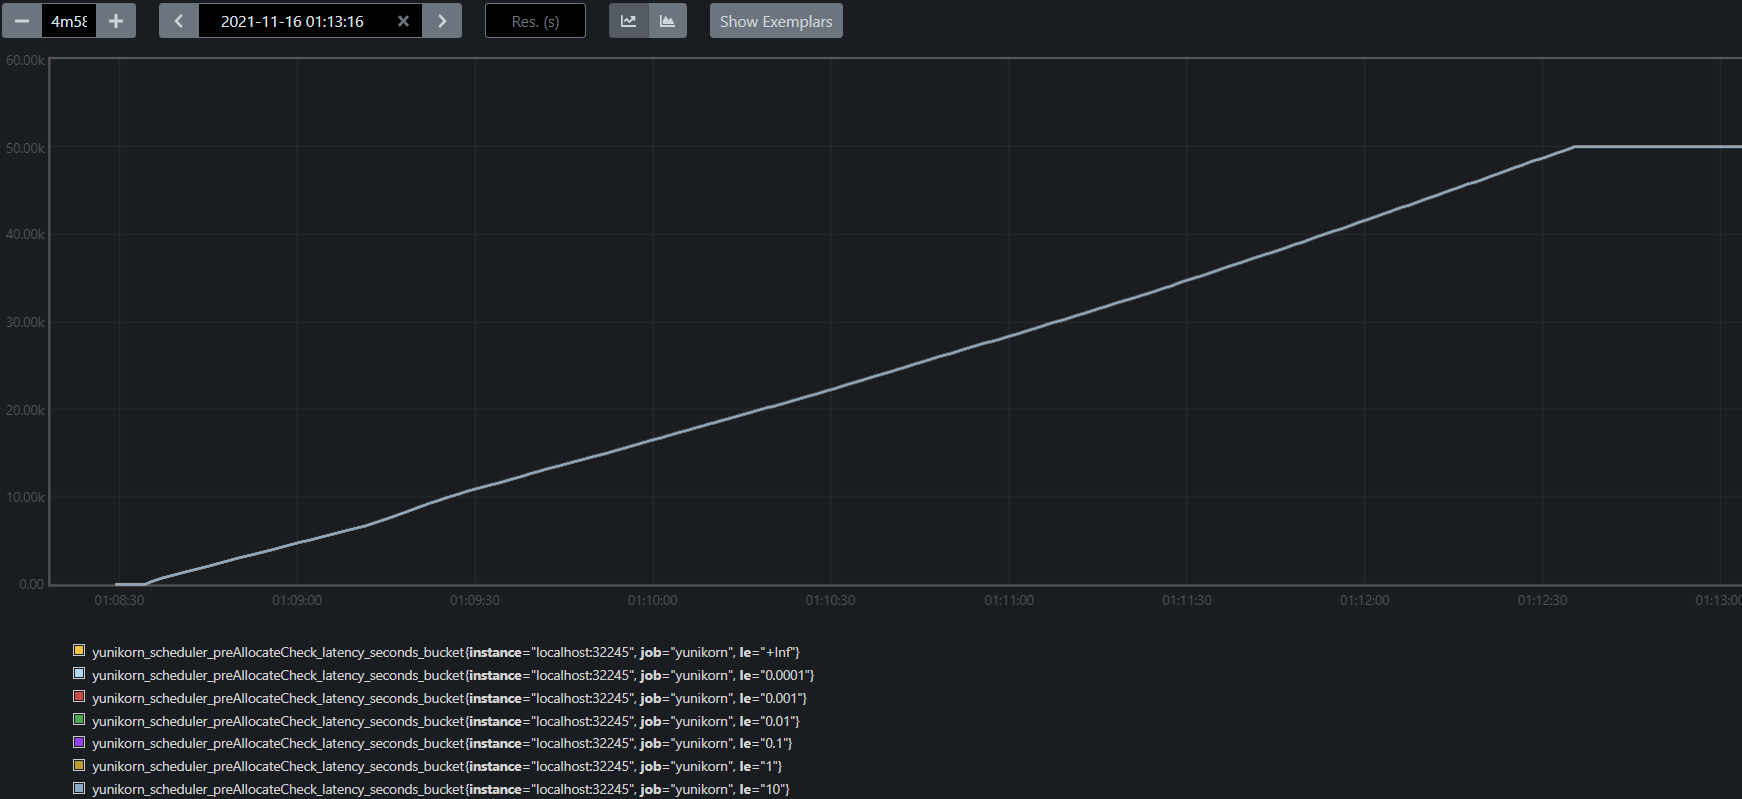 4m58
2021-11-16 01:13:16
Res. (s)
Show Exemplars
60.00k
50.00k
40.00k
30.00k
20.00k
10.00k
0.00
01:08:30 01:09:00 01:09:30 01:10:00 01:10:30 01:11:00 01:11:30 01:12:00 01:12:30 01:13:00
yunikorn_scheduler_preAllocateCheck_latency_seconds_bucket{instance="localhost:32245", job="yunikorn", le="+Inf"}
yunikorn_scheduler_preAllocateCheck_latency_seconds_bucket{instance="localhost:32245", job="yunikorn", le="0.0001"}
yunikorn_scheduler_preAllocateCheck_latency_seconds_bucket{instance="localhost:32245", job="yunikorn", le="0.001"}
yunikorn_scheduler_preAllocateCheck_latency_seconds_bucket{instance="localhost:32245", job="yunikorn", le="0.01"}
yunikorn_scheduler_preAllocateCheck_latency_seconds_bucket{instance="localhost:32245", job="yunikorn", le="0.1"}
yunikorn_scheduler_preAllocateCheck_latency_seconds_bucket{instance="localhost:32245", job="yunikorn", le="1"}
yunikorn_scheduler_preAllocateCheck_latency_seconds_bucket{instance="localhost:32245", job="yunikorn", le="10"}